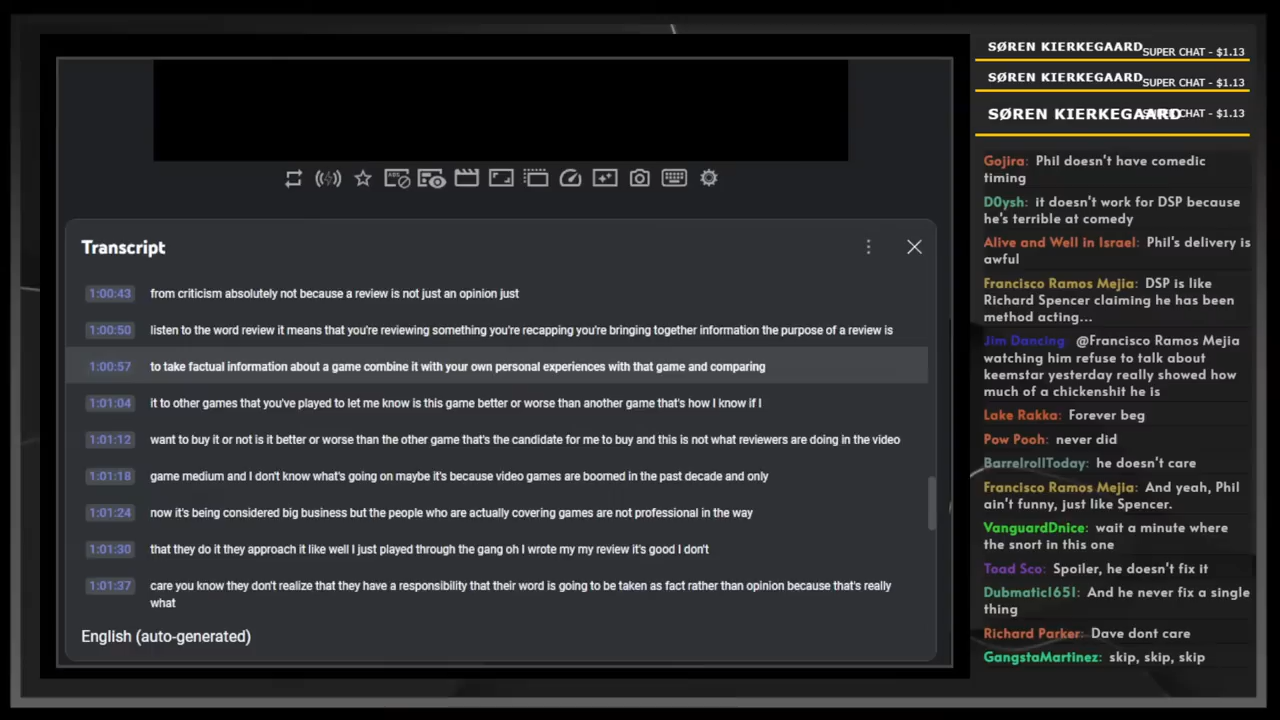 Transcript
1:00:43 from criticism absolutely not because a review is not just an opinion just
1:00:50 listen to the word review it means that you're reviewing something you're recapping you're bringing together information the purpose of a review is
1:00:57 to take factual information about a game combine it with your own personal experiences with that game and comparing
1:01:04 it to other games that you've played to let me know is this game better or worse than another game that's how I know if I
1:01:12 want to buy it or not is it better or worse than the other game that's the candidate for me to buy and this is not what reviewers are doing in the video
1:01:18 game medium and I don't know what's going on maybe it's because video games are boomed in the past decade and only
1:01:24 now it's being considered big business but the people who are actually covering games are not professional in the way
1:01:30 that they do it they approach it like well I just played through the gang oh I wrote my my review it's good I don't
1:01:37 care you know they don't realize that they have a responsibility that their word is going to be taken as fact rather than opinion because that's really
what
English (auto-generated)
SØREN KIERKEGAARD SUPER CHAT - $1.13
SØREN KIERKEGAARD SUPER CHAT - $1.13
SØREN KIERKEGAARD CHAT - $1.13
Gojira: Phil doesn't have comedic
timing
D0ysh: it doesn't work for DSP because
he's terrible at comedy
Alive and Well in Israel: Phil's delivery is
awful
Francisco Ramos Mejia: DSP is like
Richard Spencer claiming he has been
method acting...
Jim Dancing: @Francisco Ramos Mejia
watching him refuse to talk about
keemstar yesterday really showed how
much of a chickenshit he is
Lake Rakka: Forever beg
Pow Pooh: never did
BarrelrollToday: he doesn't care
Francisco Ramos Mejia: And yeah, Phil
ain't funny, just like Spencer.
VanguardDnice: wait a minute where
the snort in this one
Toad Sco: Spoiler, he doesn't fix it
Dubmatic1651: And he never fix a single
thing
Richard Parker: Dave dont care
GangstaMartinez: skip, skip, skip